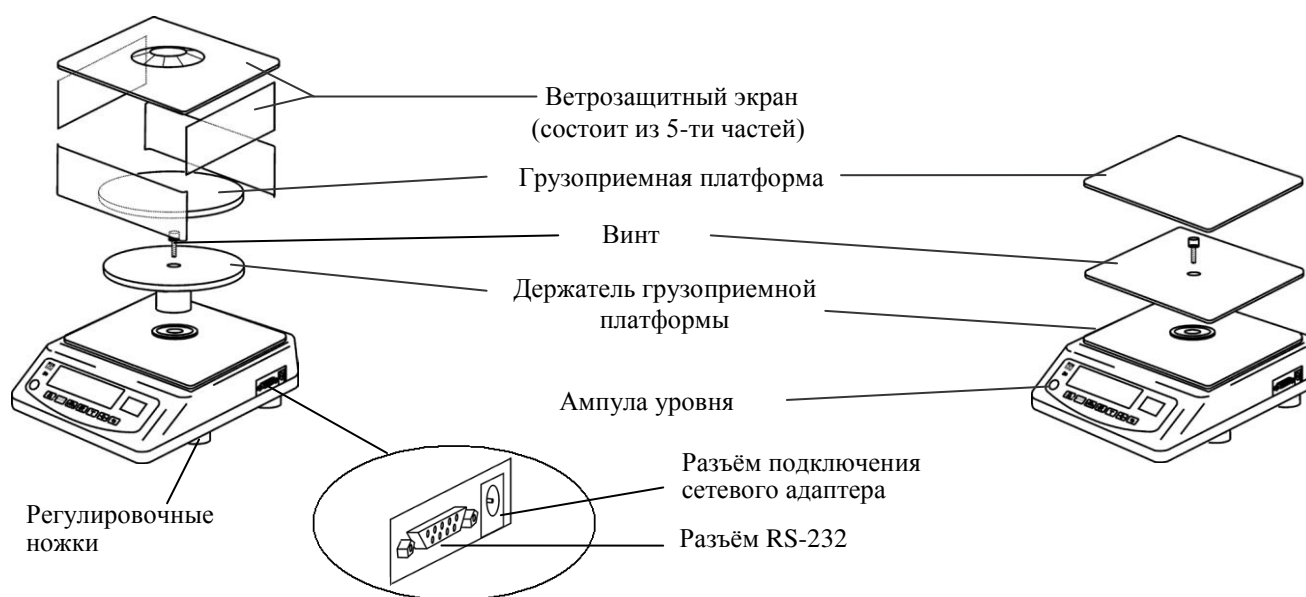 Ветрозащитный экран
(состоит из 5-ти частей)
Грузоприемная платформа
Винт
Держатель грузоприемной
платформы
Ампула уровня
Разъём подключения
сетевого адаптера
Разъём RS-232
Регулировочные
ножки